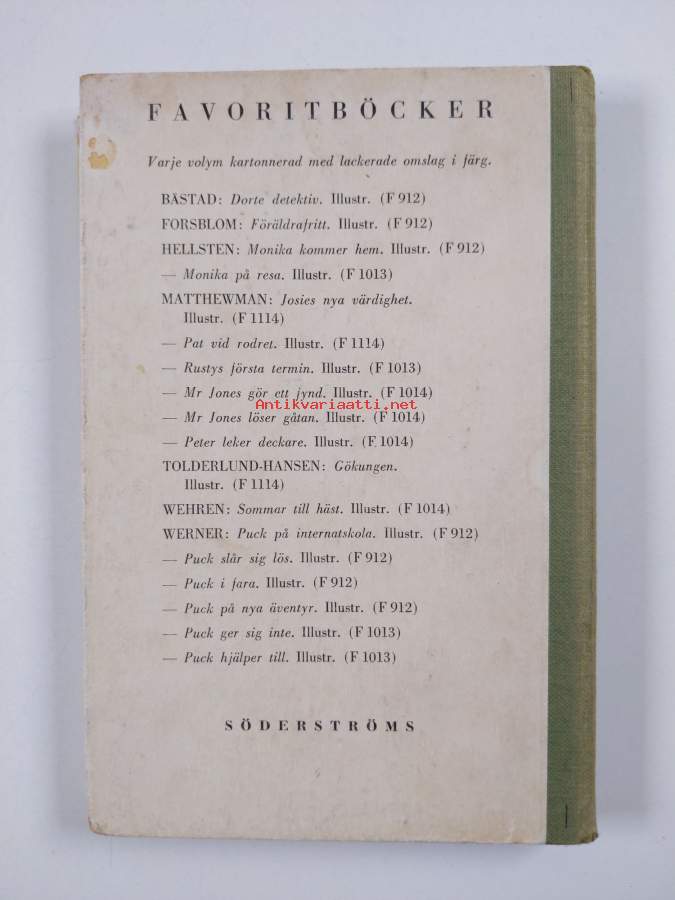 FAVORITBÖCKER
Varje volym kartonnerad med lackerade omslag i färg.
BÅSTAD: Dorte detektiv. Illustr. (F 912)
FORSBLOM: Föräldrafritt. Illustr. (F 912)
HELLSTEN: Monika kommer hem. Illustr. (F 912)
— Monika på resa. Illustr. (F 1013)
MATTHEWMAN: Josies nya värdighet.
Illustr. (F 1114)
— Pat vid rodret. Illustr. (F 1114)
— Rustys första termin. Illustr. (F 1013)
— Mr Jones gör ett fynd. Illustr. (F 1014)
Antikvariaatti.net
— Mr Jones löser gåtan. Illustr. (F 1014)
— Peter leker deckare. Illustr. (F 1014)
TOLDERLUND-HANSEN: Gökungen.
Illustr. (F 1114)
WEHREN: Sommar till häst. Illustr. (F 1014)
WERNER: Puck på internatskola. Illustr. (F 912)
— Puck slår sig lös. Illustr. (F 912)
— Puck i fara. Illustr. (F 912)
— Puck på nya äventyr. Illustr. (F 912)
— Puck ger sig inte. Illustr. (F 1013)
— Puck hjälper till. Illustr. (F 1013)
SÖDERSTRÖMS